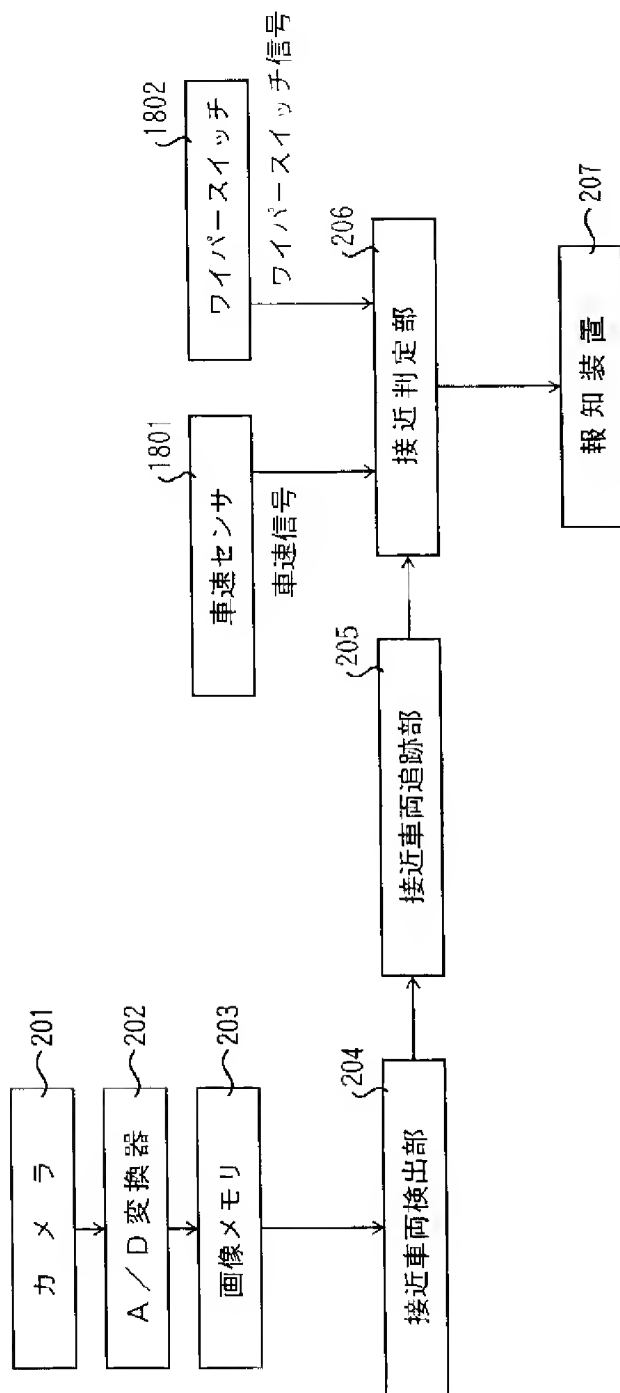 カメラ
201
A/D変換器
202
画像メモリ
203
接近車両検出部
204
接近車両追跡部
205
車速センサ
1801
車速信号
ワイパースイッチ
1802
ワイパースイッチ信号
接近判定部
206
報知装置
207